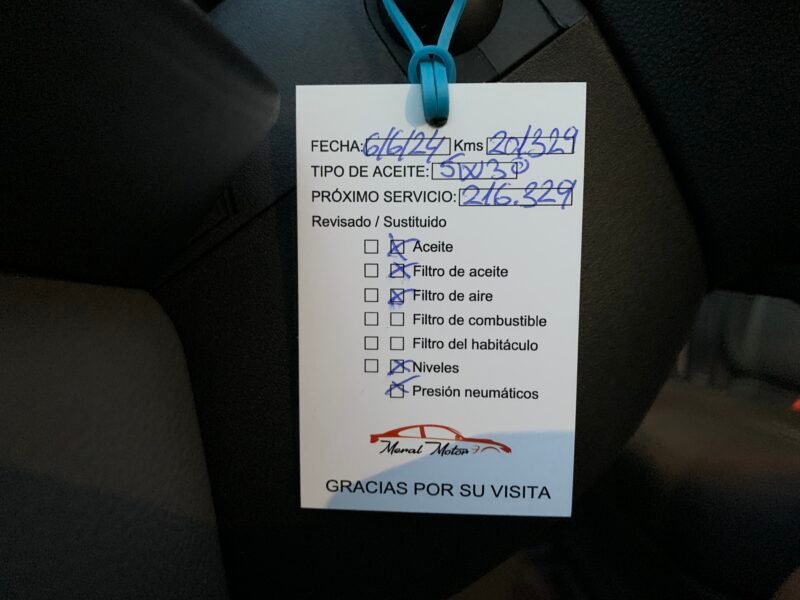 FECHA: 6/6/24 Kms 201329
TIPO DE ACEITE: 5W30
PRÓXIMO SERVICIO: 216.329
Revisado / Sustituido
Aceite
Filtro de aceite
Filtro de aire
Filtro de combustible
Filtro del habitáculo
Niveles
Presión neumáticos
Meral Motor
GRACIAS POR SU VISITA